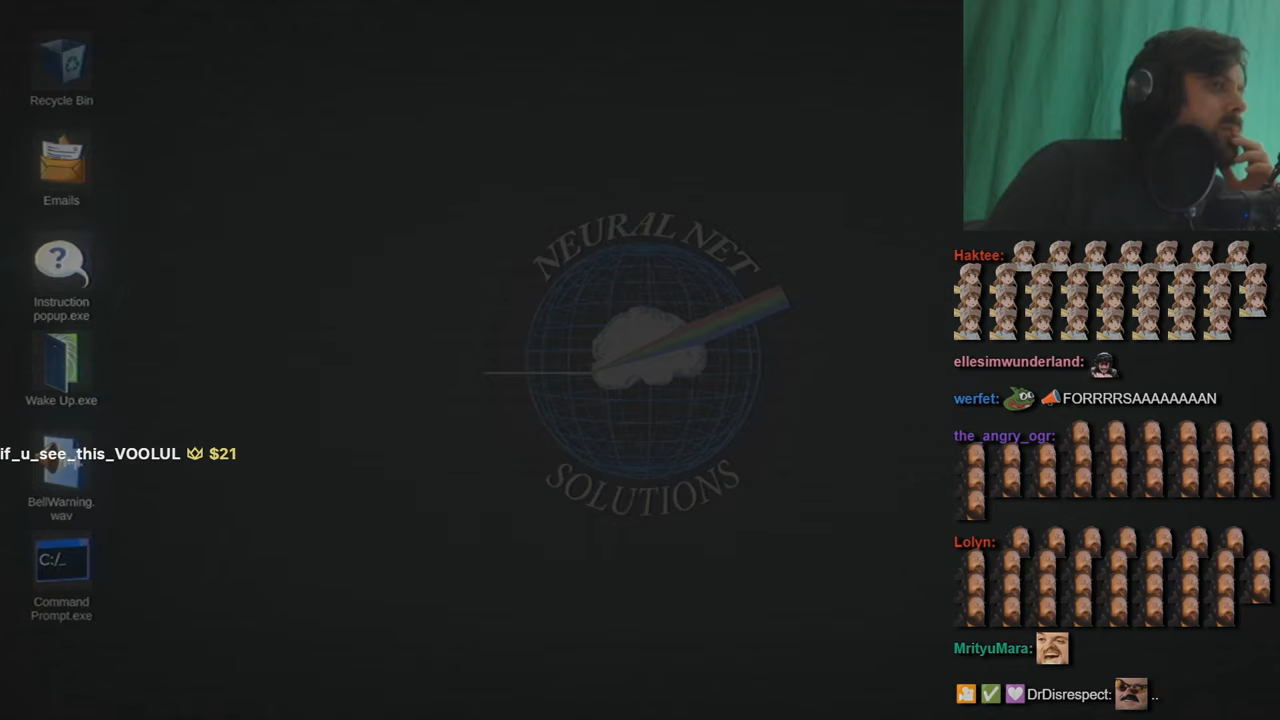 Recycle Bin
Emails
Instruction
popup.exe
Wake Up.exe
if_u_see_this_VOOLUL $21
BellWarning.
wav
C:/_
Command
Prompt.exe
NEURAL NET
SOLUTIONS
Haktee:
ellesimwunderland:
werfet: FORRRRSAAAAAAAAN
the_angry_ogr:
Lolyn:
MrityuMara:
DrDisrespect: ..